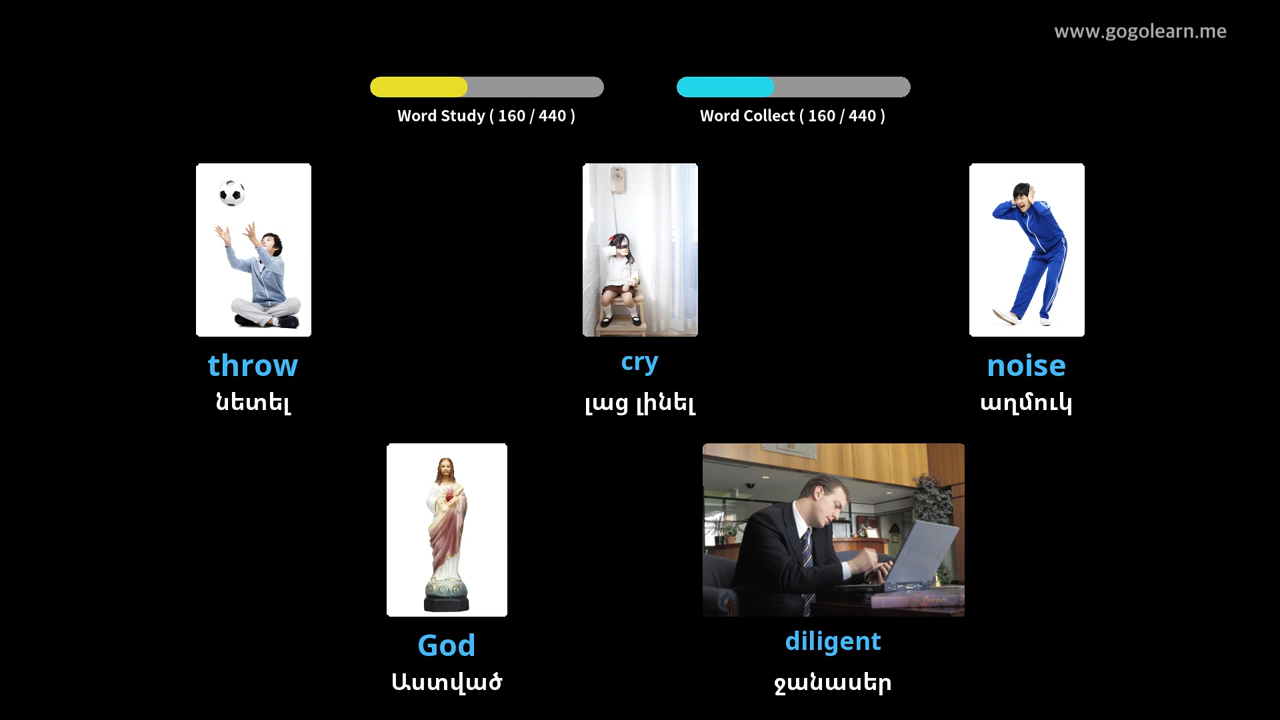 www.gogolearn.me
Word Study ( 160 / 440 )
Word Collect ( 160 / 440 )
throw
նետել
cry
լաց լինել
noise
աղմուկ
God
Աստված
diligent
ջանասեր